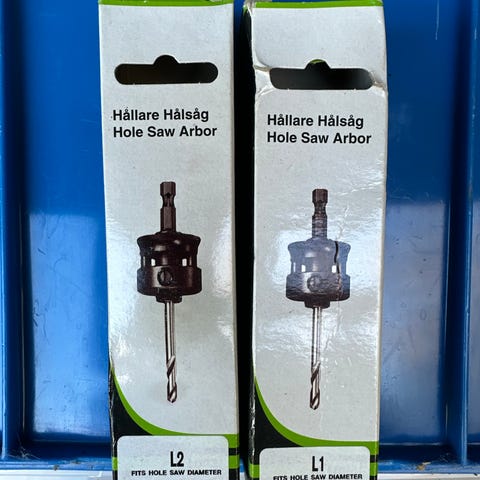 Hållare Hålsåg
Hole Saw Arbor
L2
FITS HOLE SAW DIAMETER
Hållare Hålsåg
Hole Saw Arbor
L1
FITS HOLE SAW DIAMETER